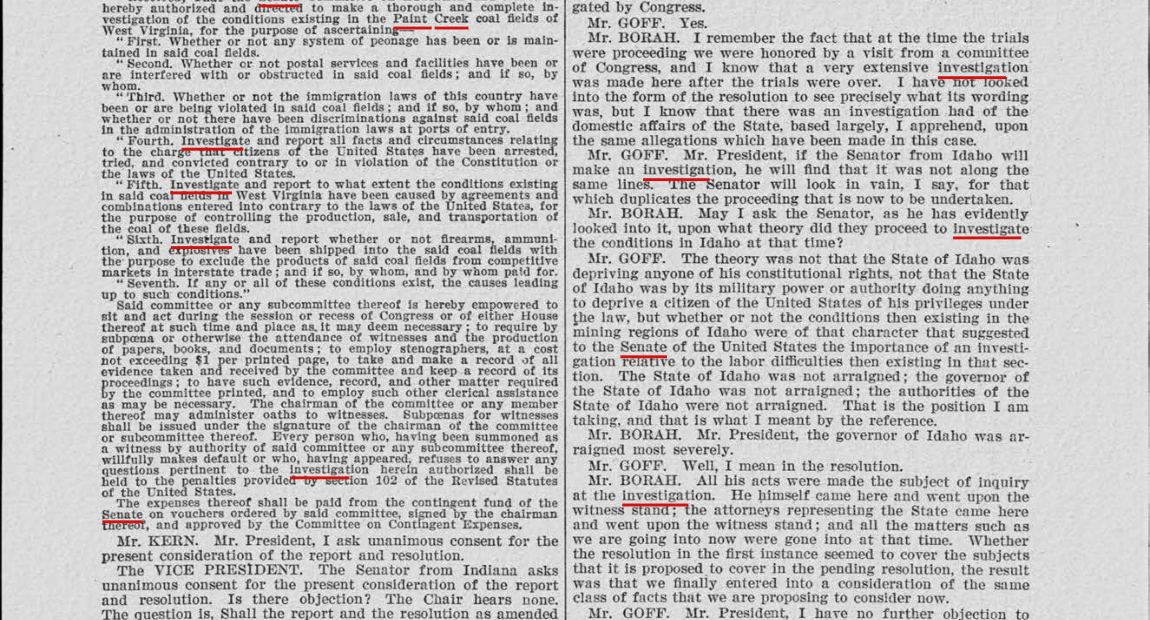 hereby authorized and directed to make a thorough and complete in-
vestigation of the conditions existing in the Paint Creek coal fields of
West Virginia, for the purpose of ascertaining—
"First. Whether or not any system of peonage has been or is main-
tained in said coal fields.
"Second. Whether or not postal services and facilities have been or
are interfered with or obstructed in said coal fields; and if so, by
whom.
"Third. Whether or not the immigration laws of this country have
been or are being violated in said coal fields; and if so, by whom; and
whether or not there have been discriminations against said coal fields
in the administration of the immigration laws at ports of entry.
"Fourth. Investigate and report all facts and circumstances relating
to the charge that citizens of the United States have been arrested,
tried, and convicted contrary to or in violation of the Constitution or
the laws of the United States.
"Fifth. Investigate and report to what extent the conditions existing
in said coal fields in West Virginia have been caused by agreements and
combinations entered into contrary to the laws of the United States, for
the purpose of controlling the production, sale, and transportation of
the coal of these fields.
"Sixth. Investigate and report whether or not firearms, ammuni-
tion, and explosives have been shipped into the said coal fields with
the purpose to exclude the products of said coal fields from competitive
markets in interstate trade; and if so, by whom, and by whom paid for.
"Seventh. If any or all of these conditions exist, the causes leading
up to such conditions."
Said committee or any subcommittee thereof is hereby empowered to
sit and act during the session or recess of Congress or of either House
thereof at such time and place as it may deem necessary; to require by
subpœna or otherwise the attendance of witnesses and the production
of papers, books, and documents; to employ stenographers, at a cost
not exceeding $1 per printed page, to take and make a record of all
evidence taken and received by the committee and keep a record of its
proceedings; to have such evidence, record, and other matter required
by the committee printed, and to employ such other clerical assistance
as may be necessary. The chairman of the committee or any member
thereof may administer oaths to witnesses. Subpœnas for witnesses
shall be issued under the signature of the chairman of the committee
or subcommittee thereof. Every person who, having been summoned as
a witness by authority of said committee or any subcommittee thereof,
willfully makes default or who, having appeared, refuses to answer any
questions pertinent to the investigation herein authorized shall be
held to the penalties provided by section 102 of the Revised Statutes
of the United States.
The expenses thereof shall be paid from the contingent fund of the
Senate on vouchers ordered by said committee, signed by the chairman
thereof, and approved by the Committee on Contingent Expenses.
Mr. KERN. Mr. President, I ask unanimous consent for the
present consideration of the report and resolution.
The VICE PRESIDENT. The Senator from Indiana asks
unanimous consent for the present consideration of the report
and resolution. Is there objection? The Chair hears none.
The question is, Shall the report and the resolution as amended
gated by Congress.
Mr. GOFF. Yes.
Mr. BORAH. I remember the fact that at the time the trials
were proceeding we were honored by a visit from a committee
of Congress, and I know that a very extensive investigation
was made here after the trials were over. I have not looked
into the form of the resolution to see precisely what its wording
was, but I know that there was an investigation had of the
domestic affairs of the State, based largely, I apprehend, upon
the same allegations which have been made in this case.
Mr. GOFF. Mr. President, if the Senator from Idaho will
make an investigation, he will find that it was not along the
same lines. The Senator will look in vain, I say, for that
which duplicates the proceeding that is now to be undertaken.
Mr. BORAH. May I ask the Senator, as he has evidently
looked into it, upon what theory did they proceed to investigate
the conditions in Idaho at that time?
Mr. GOFF. The theory was not that the State of Idaho was
depriving anyone of his constitutional rights, not that the State
of Idaho was by its military power or authority doing anything
to deprive a citizen of the United States of his privileges under
the law, but whether or not the conditions then existing in the
mining regions of Idaho were of that character that suggested
to the Senate of the United States the importance of an investi-
gation relative to the labor difficulties then existing in that sec-
tion. The State of Idaho was not arraigned; the governor of
the State of Idaho was not arraigned; the authorities of the
State of Idaho were not arraigned. That is the position I am
taking, and that is what I meant by the reference.
Mr. BORAH. Mr. President, the governor of Idaho was ar-
raigned most severely.
Mr. GOFF. Well, I mean in the resolution.
Mr. BORAH. All his acts were made the subject of inquiry
at the investigation. He himself came here and went upon the
witness stand; the attorneys representing the State came here
and went upon the witness stand; and all the matters such as
we are going into now were gone into at that time. Whether
the resolution in the first instance seemed to cover the subjects
that it is proposed to cover in the pending resolution, the result
was that we finally entered into a consideration of the same
class of facts that we are proposing to consider now.
Mr. GOFF. Mr. President, I have no further objection to